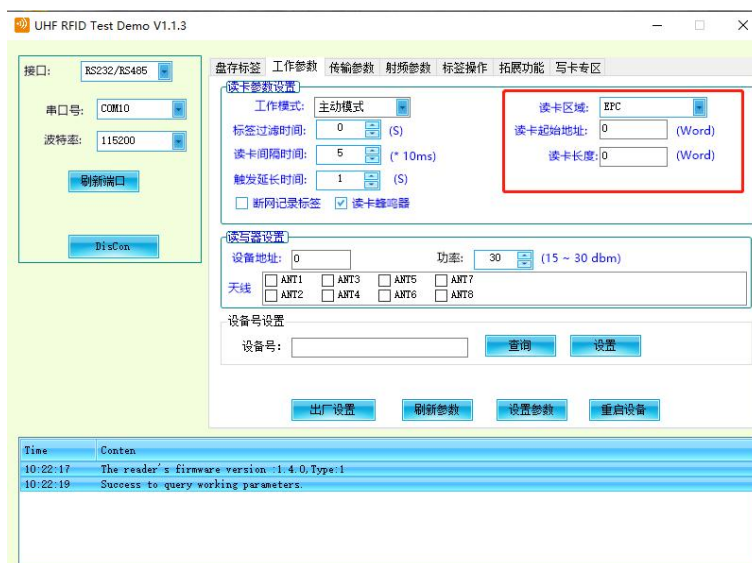 UHF RFID Test Demo V1.1.3
接口: RS232/RS485
串口号: COM10
波特率: 115200
刷新端口
DisCon
盘存标签 工作参数 传输参数 射频参数 标签操作 拓展功能 写卡专区
读卡参数设置
工作模式: 主动模式
标签过滤时间: 0 (S)
读卡间隔时间: 5 (* 10ms)
触发延长时间: 1 (S)
断网记录标签 读卡蜂鸣器
读卡区域: EPC
读卡起始地址: 0 (Word)
读卡长度: 0 (Word)
读写器设置
设备地址: 0 功率: 30 (15 ~ 30 dbm)
天线 ANT1 ANT3 ANT5 ANT7
ANT2 ANT4 ANT6 ANT8
设备号设置
设备号: 查询 设置
出厂设置 刷新参数 设置参数 重启设备
Time Conten
10:22:17 The reader's firmware version :1.4.0,Type:1
10:22:19 Success to query working parameters.